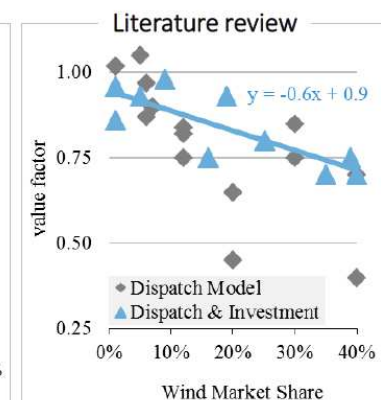 Literature review
1.00
y = -0.6x + 0.9
0.75
value factor
0.50
Dispatch Model
Dispatch & Investment
0.25
0% 10% 20% 30% 40%
Wind Market Share